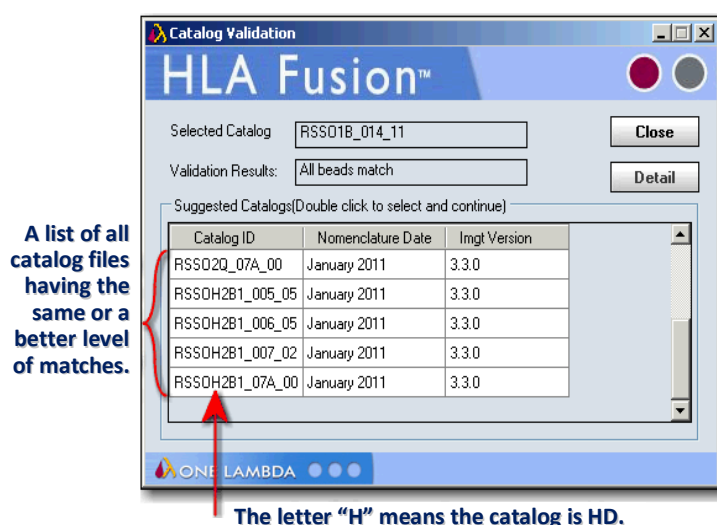 Catalog Validation
HLA Fusion™
Selected Catalog RSSO1B_014_11 Close
Validation Results: All beads match Detail
Suggested Catalogs(Double click to select and continue)
Catalog ID Nomenclature Date Imgt Version
RSSO2Q_07A_00 January 2011 3.3.0
RSSOH2B1_005_05 January 2011 3.3.0
RSSOH2B1_006_05 January 2011 3.3.0
RSSOH2B1_007_02 January 2011 3.3.0
RSSOH2B1_07A_00 January 2011 3.3.0
A list of all
catalog files
having the
same or a
better level
of matches.
ONE LAMBDA
The letter “H” means the catalog is HD.